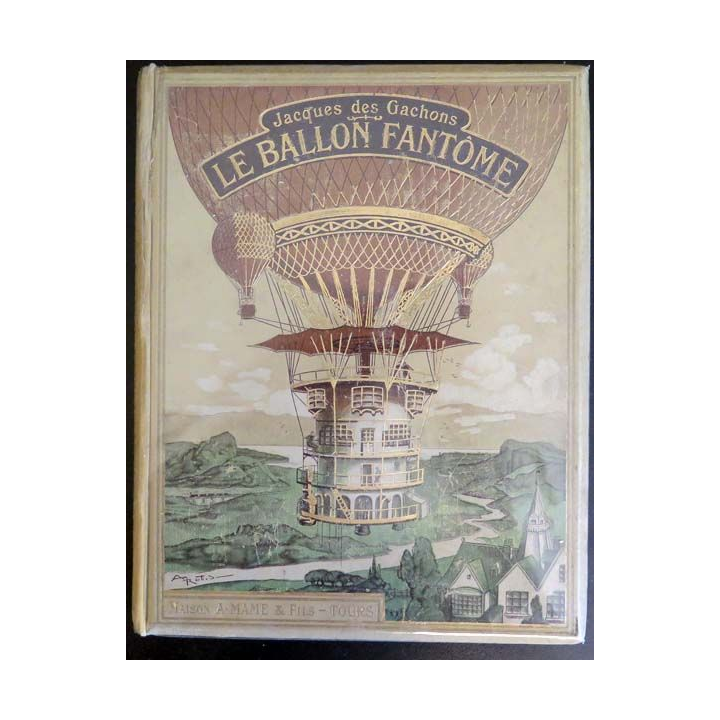 Jacques des Gachons
LE BALLON FANTÔME
MAISON A·MAME & FILS – TOURS